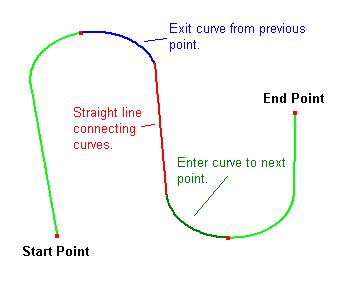 Exit curve from previous
point.
End Point
Straight line
connecting
curves.
Enter curve to next
point.
Start Point